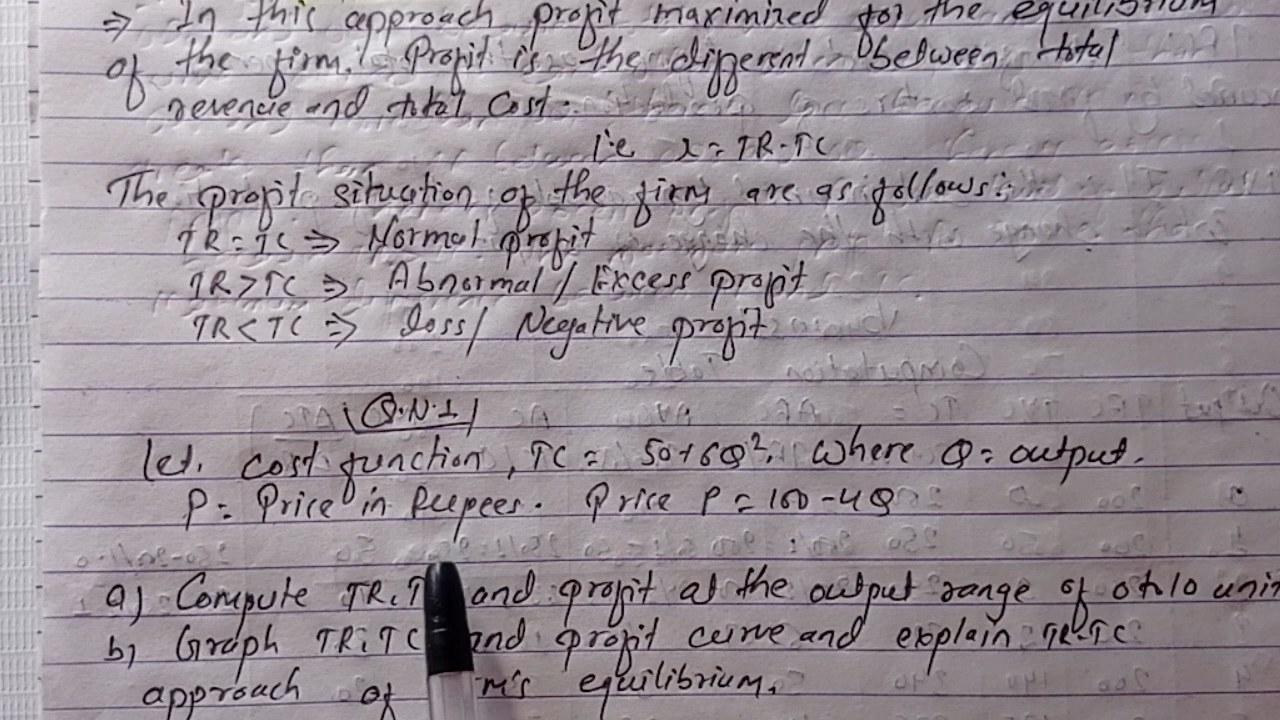 ⇒ In this approach profit maximized for the equilibrium
of the firm. Profit is the different between total
revenue and total cost.
i.e π = TR-TC
The profit situation of the firm are as follows:
TR = TC ⇒ Normal profit
TR > TC ⇒ Abnormal / Excess profit
TR < TC ⇒ loss / Negative profit
Q.N.1
let. cost function, TC = 50+6Q². Where Q = output.
P = Price in Rupees. Price P = 100-4Q
a) Compute TR, T and profit at the output range of 0 to 10 unit
b) Graph TR, TC and profit curve and explain TR-TC
approach of m's equilibrium.